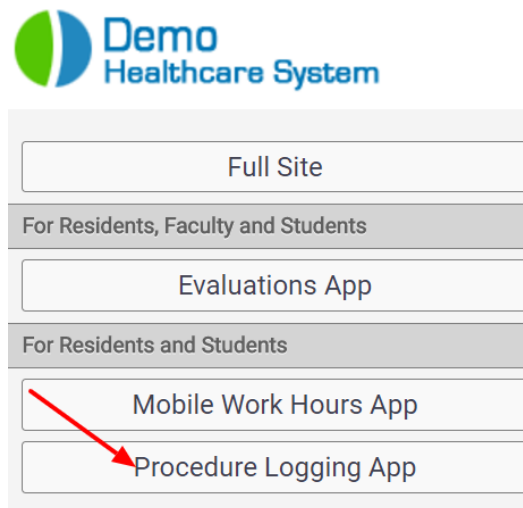 Demo
Healthcare System
Full Site
For Residents, Faculty and Students
Evaluations App
For Residents and Students
Mobile Work Hours App
Procedure Logging App